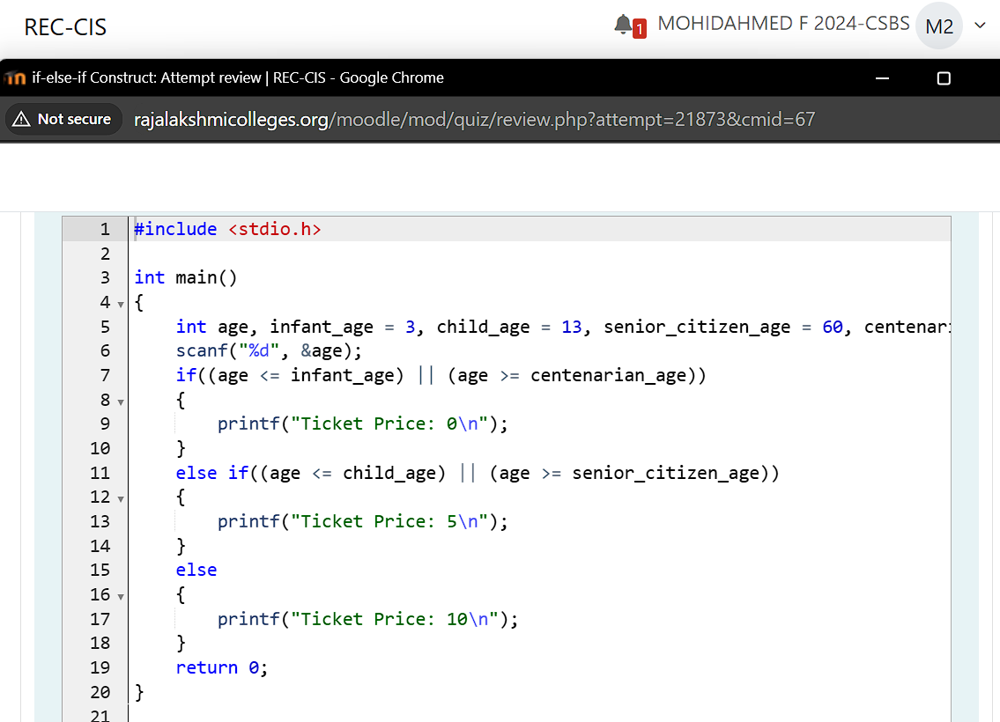 REC-CIS
1 MOHIDAHMED F 2024-CSBS M2
if-else-if Construct: Attempt review | REC-CIS - Google Chrome
Not secure rajalakshmicolleges.org/moodle/mod/quiz/review.php?attempt=21873&cmid=67
1 #include <stdio.h>
2
3 int main()
4 {
5     int age, infant_age = 3, child_age = 13, senior_citizen_age = 60, centenar
6     scanf("%d", &age);
7     if((age <= infant_age) || (age >= centenarian_age))
8     {
9         printf("Ticket Price: 0\n");
10     }
11     else if((age <= child_age) || (age >= senior_citizen_age))
12     {
13         printf("Ticket Price: 5\n");
14     }
15     else
16     {
17         printf("Ticket Price: 10\n");
18     }
19     return 0;
20 }
21